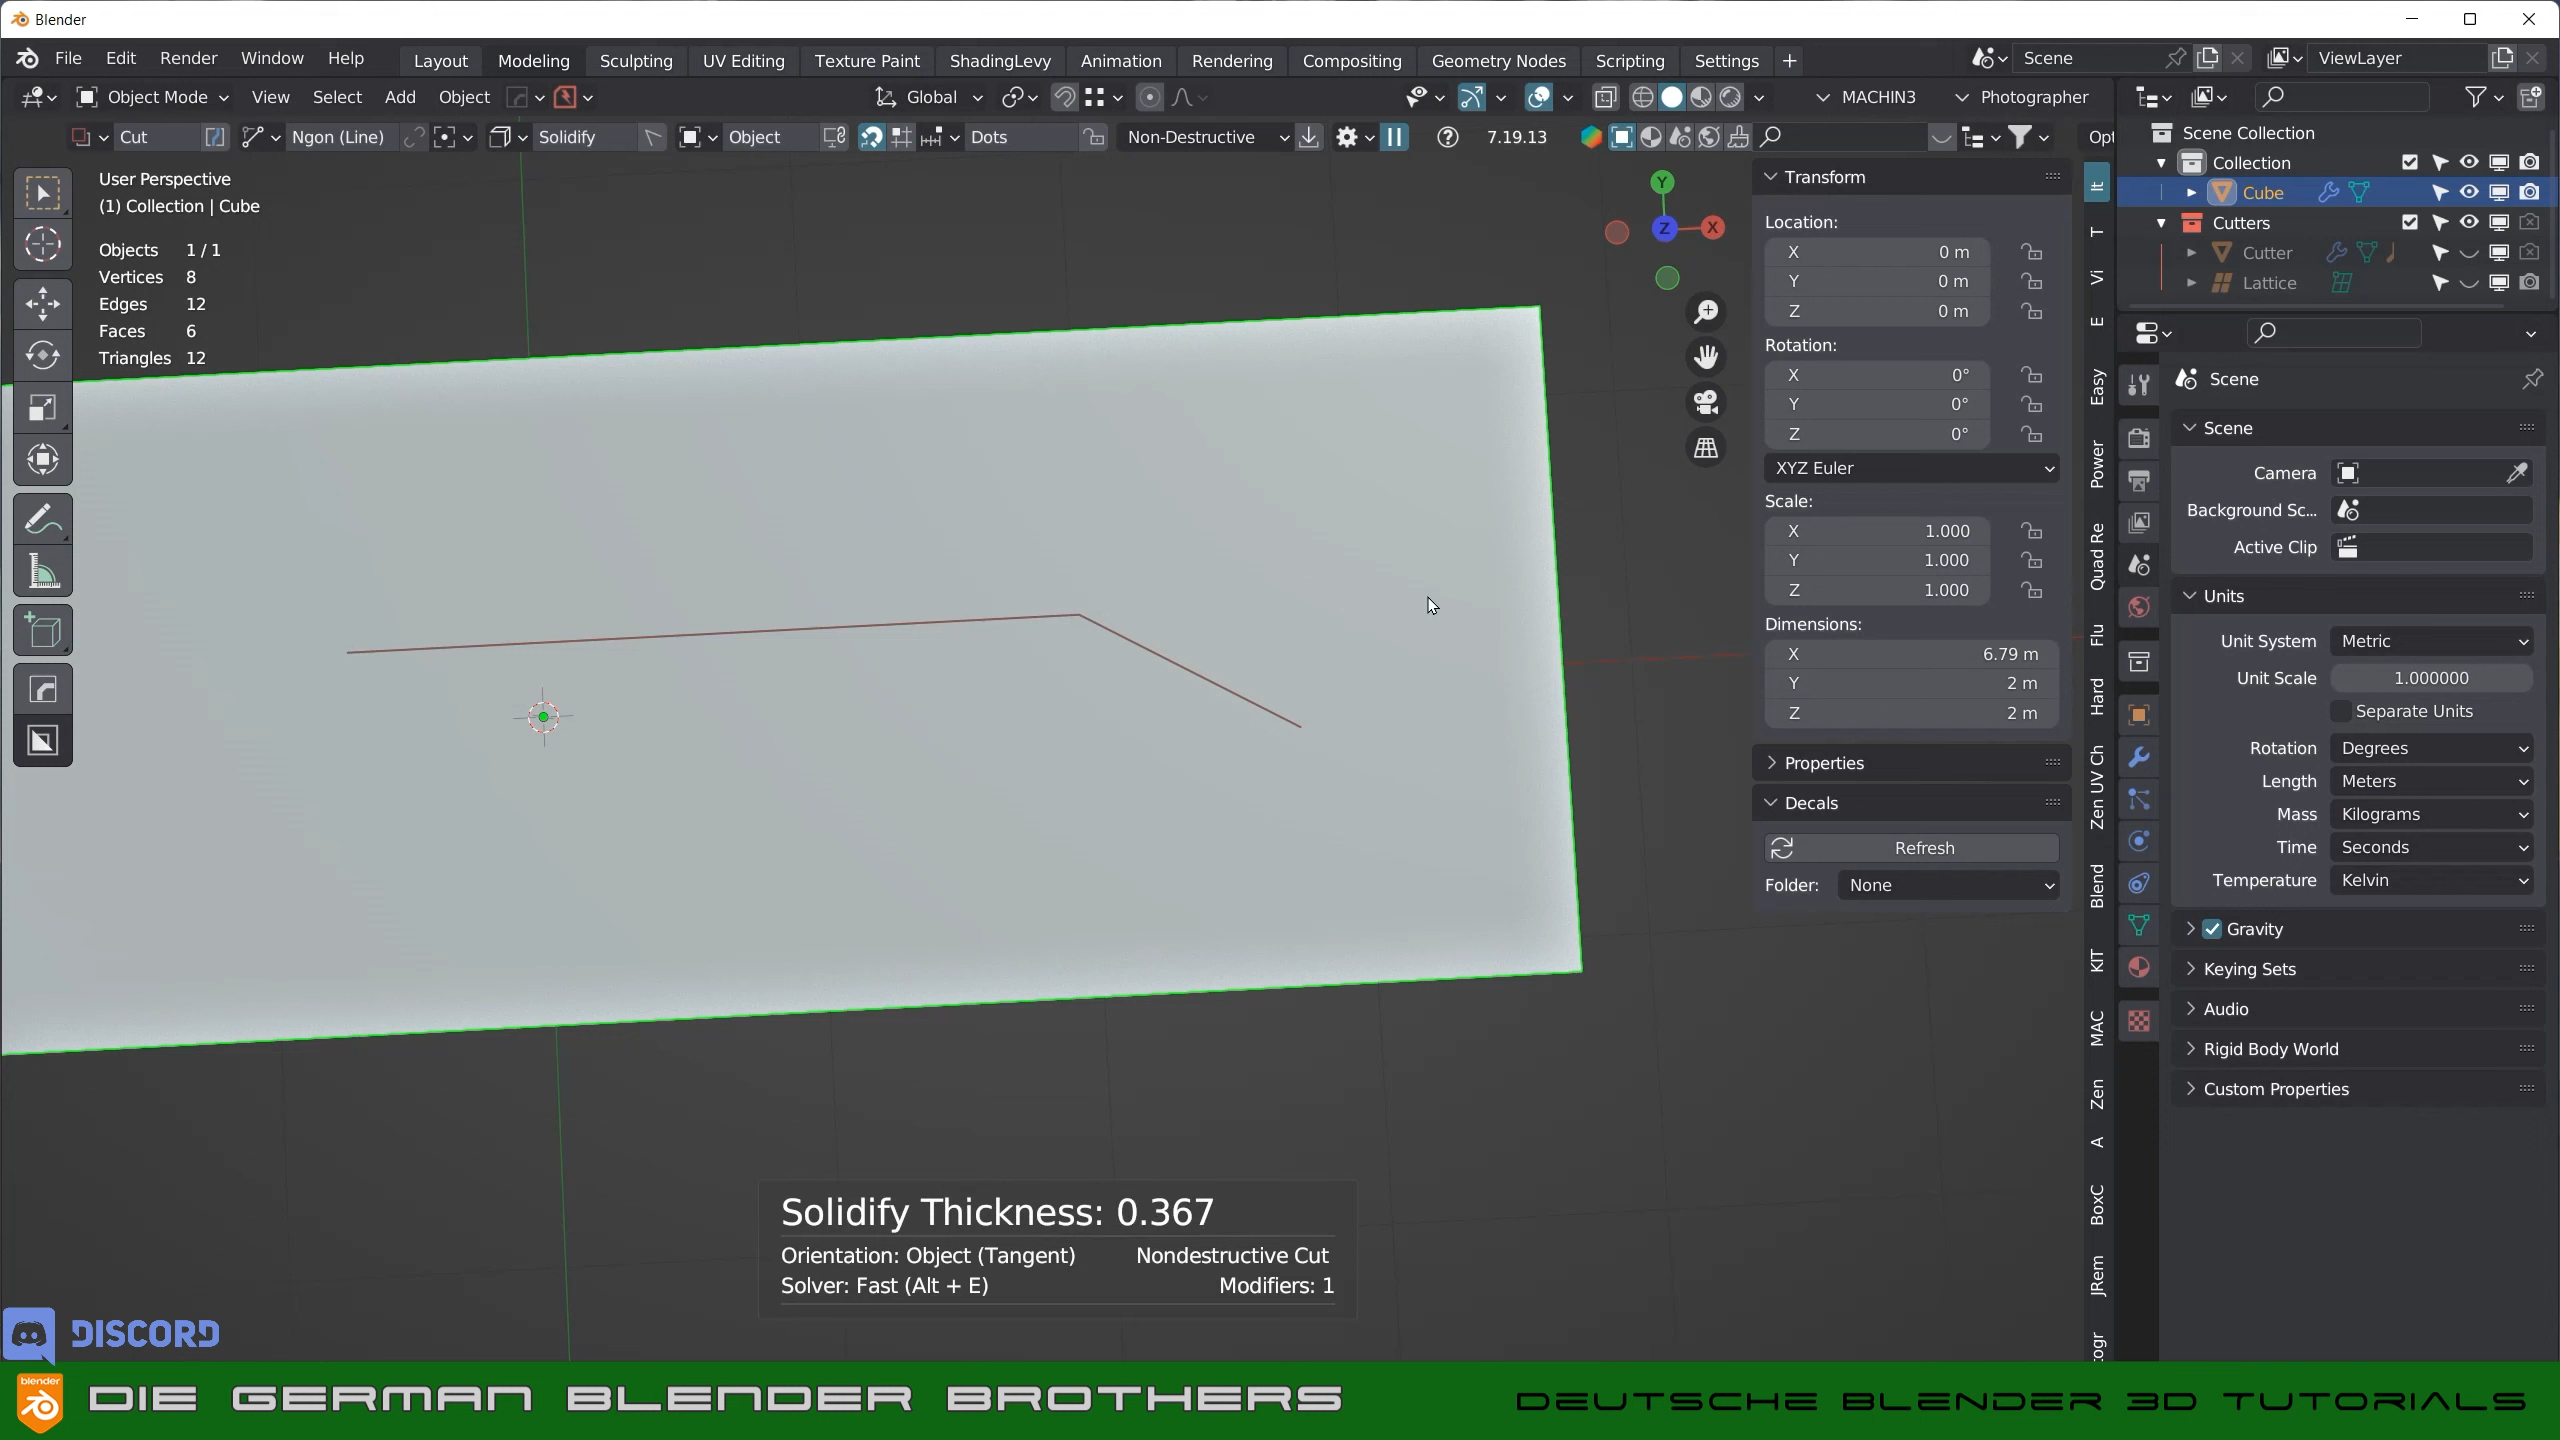 Blender
File Edit Render Window Help Layout Modeling Sculpting UV Editing Texture Paint ShadingLevy Animation Rendering Compositing Geometry Nodes Scripting Settings + Scene ViewLayer
Object Mode View Select Add Object Global MACHIN3 Photographer
Cut Ngon (Line) Solidify Object Dots Non-Destructive 7.19.13 Opt
User Perspective
(1) Collection | Cube
Objects 1 / 1
Vertices 8
Edges 12
Faces 6
Triangles 12
Y
Z X
Transform
Location:
X 0 m
Y 0 m
Z 0 m
Rotation:
X 0°
Y 0°
Z 0°
XYZ Euler
Scale:
X 1.000
Y 1.000
Z 1.000
Dimensions:
X 6.79 m
Y 2 m
Z 2 m
Properties
Decals
Refresh
Folder: None
It
T
Vi
E
Easy
Power
Quad Re
Flu
Hard
Zen UV Ch
Blend
KIT
MAC
Zen
A
BoxC
JRem
togr
Scene Collection
Collection
Cube
Cutters
Cutter
Lattice
Scene
Scene
Camera
Background Sc...
Active Clip
Units
Unit System Metric
Unit Scale 1.000000
Separate Units
Rotation Degrees
Length Meters
Mass Kilograms
Time Seconds
Temperature Kelvin
Gravity
Keying Sets
Audio
Rigid Body World
Custom Properties
Solidify Thickness: 0.367
Orientation: Object (Tangent) Nondestructive Cut
Solver: Fast (Alt + E) Modifiers: 1
DISCORD
blender
DIE GERMAN BLENDER BROTHERS
DEUTSCHE BLENDER 3D TUTORIALS